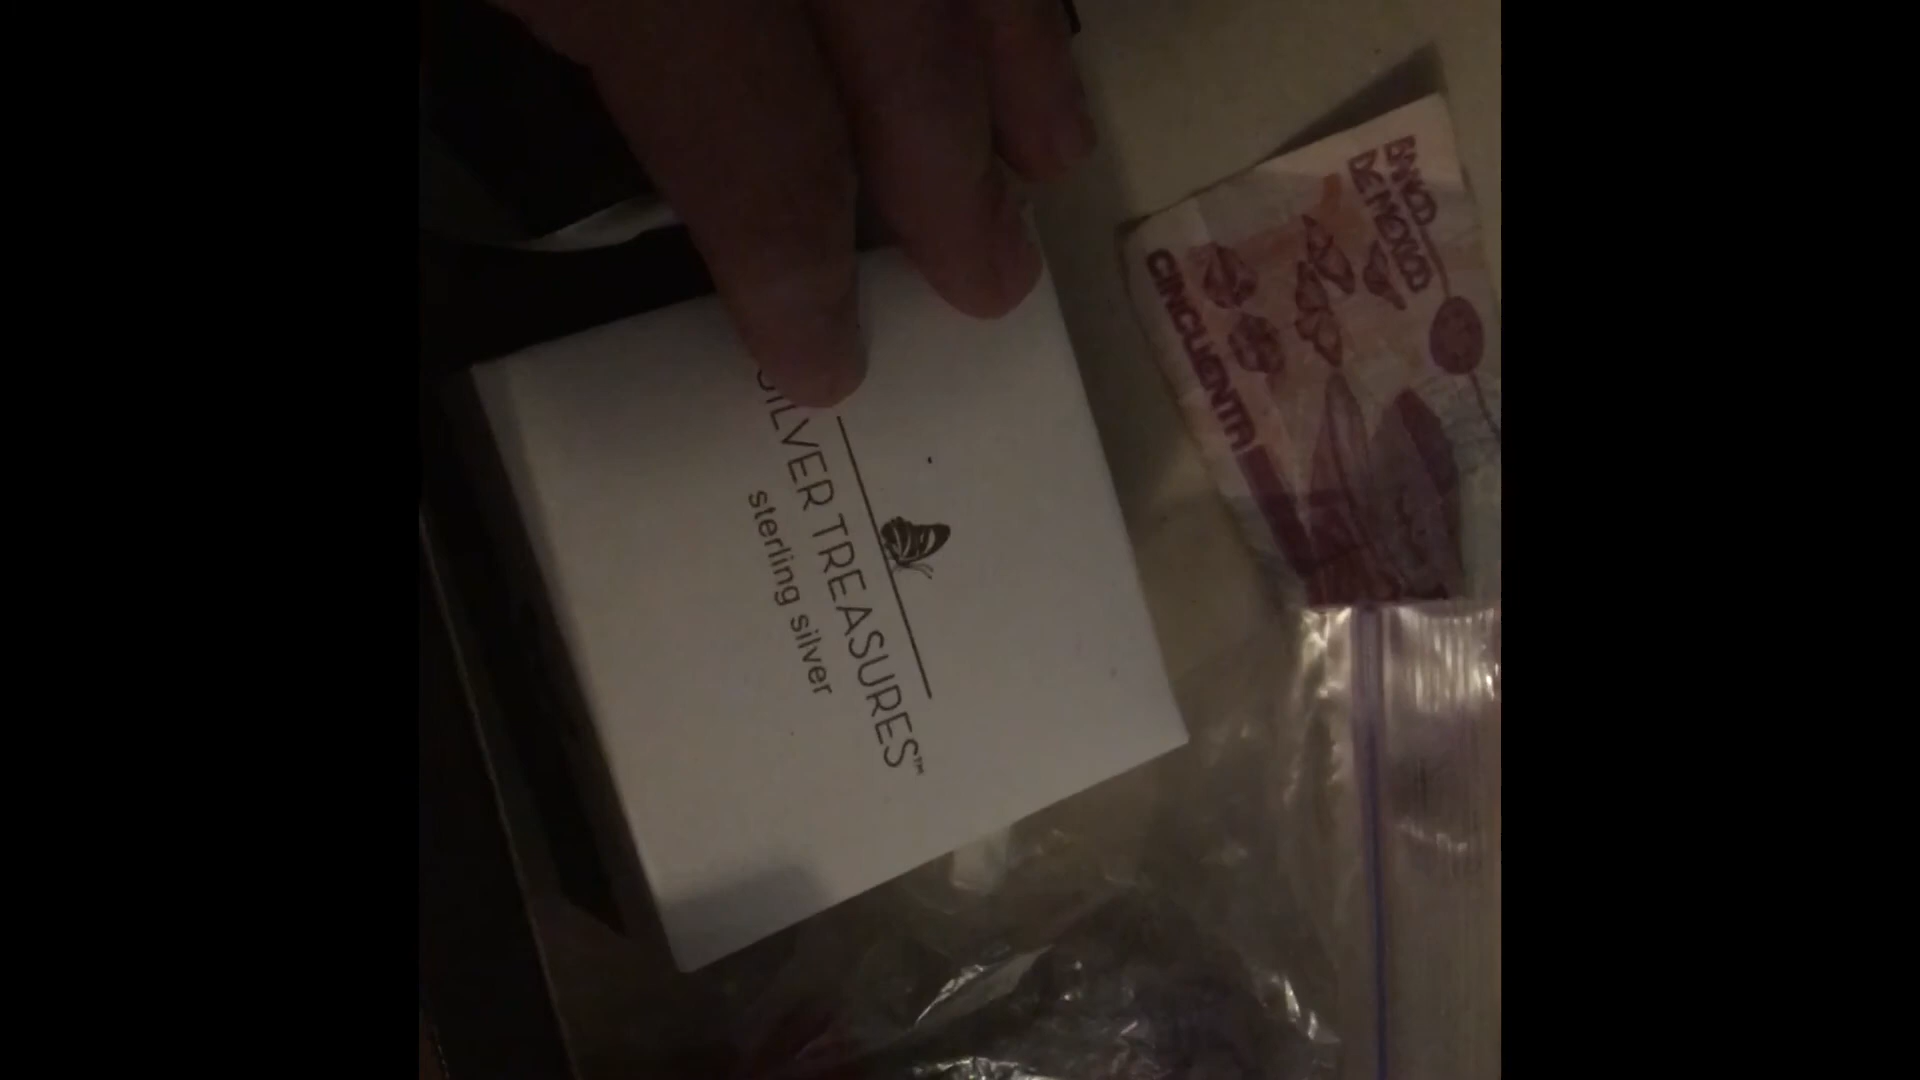 SILVER TREASURES™
sterling silver
BANCO
DE MEXICO
CINCUENTA